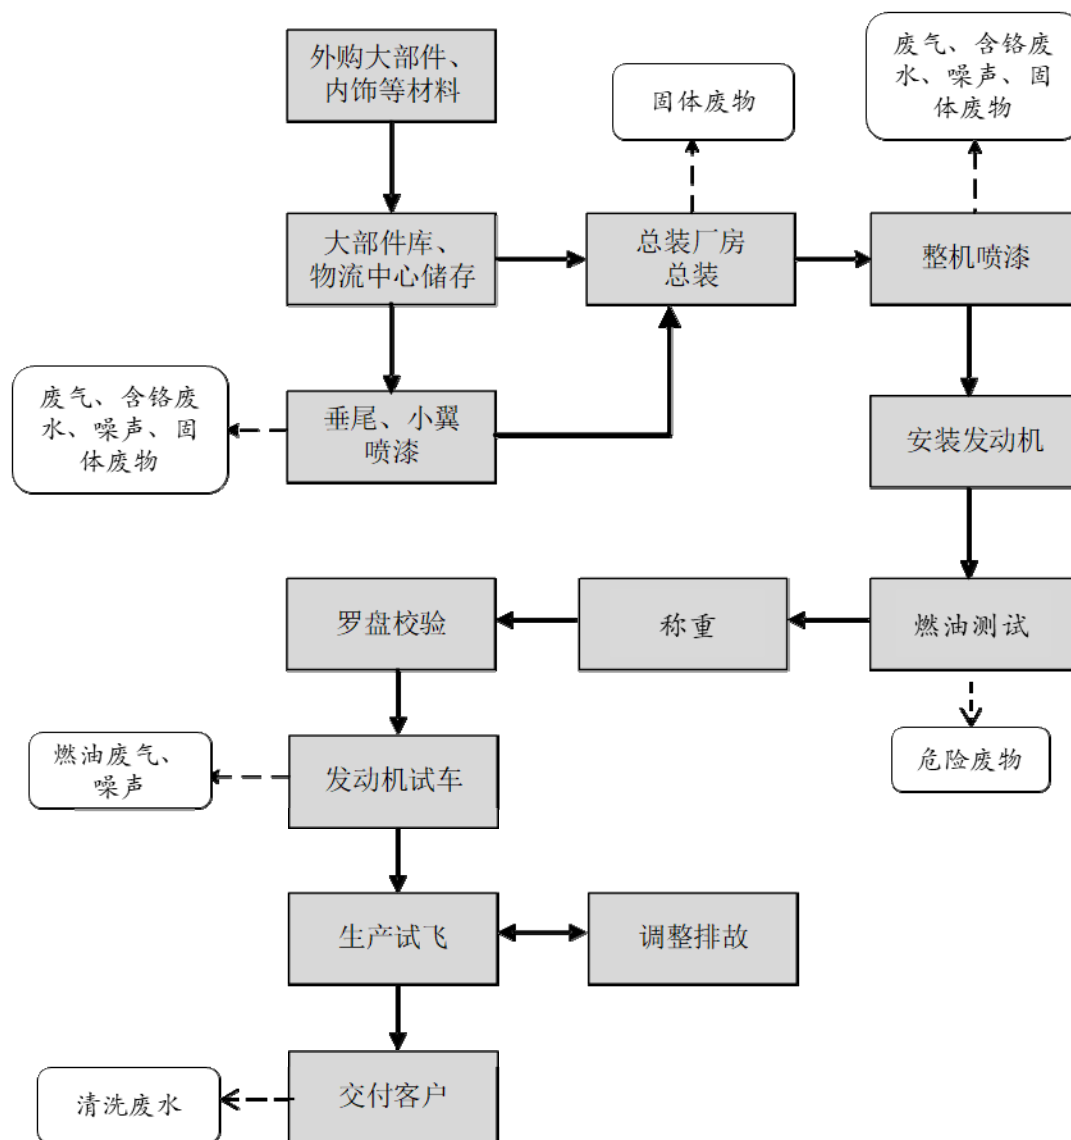 外购大部件、
内饰等材料
固体废物
废气、含铬废
水、噪声、固
体废物
大部件库、
物流中心储存
总装厂房
总装
整机喷漆
废气、含铬废
水、噪声、固
体废物
垂尾、小翼
喷漆
安装发动机
罗盘校验
称重
燃油测试
燃油废气、
噪声
发动机试车
危险废物
生产试飞
调整排故
清洗废水
交付客户